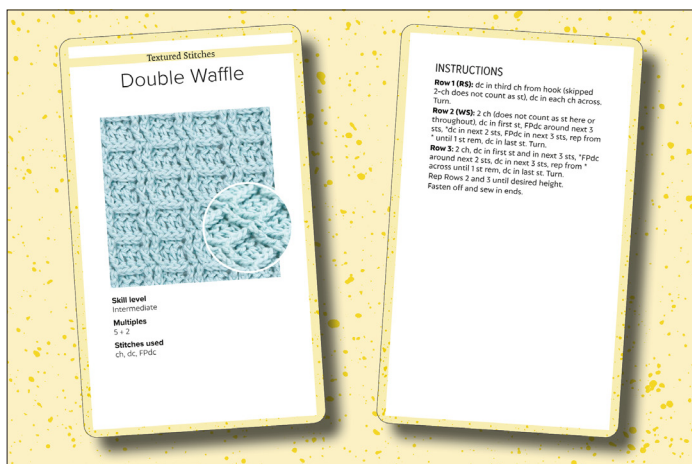 Textured Stitches
Double Waffle
Skill level
Intermediate
Multiples
5 + 2
Stitches used
ch, dc, FPdc
INSTRUCTIONS
Row 1 (RS): dc in third ch from hook (skipped
2-ch does not count as st), dc in each ch across.
Turn.
Row 2 (WS): 2 ch (does not count as st here or
throughout), dc in first st, FPdc around next 3
sts, *dc in next 2 sts, FPdc in next 3 sts, rep from
* until 1 st rem, dc in last st. Turn.
Row 3: 2 ch, dc in first st and in next 3 sts, *FPdc
around next 2 sts, dc in next 3 sts, rep from *
across until 1 st rem, dc in last st. Turn.
Rep Rows 2 and 3 until desired height.
Fasten off and sew in ends.